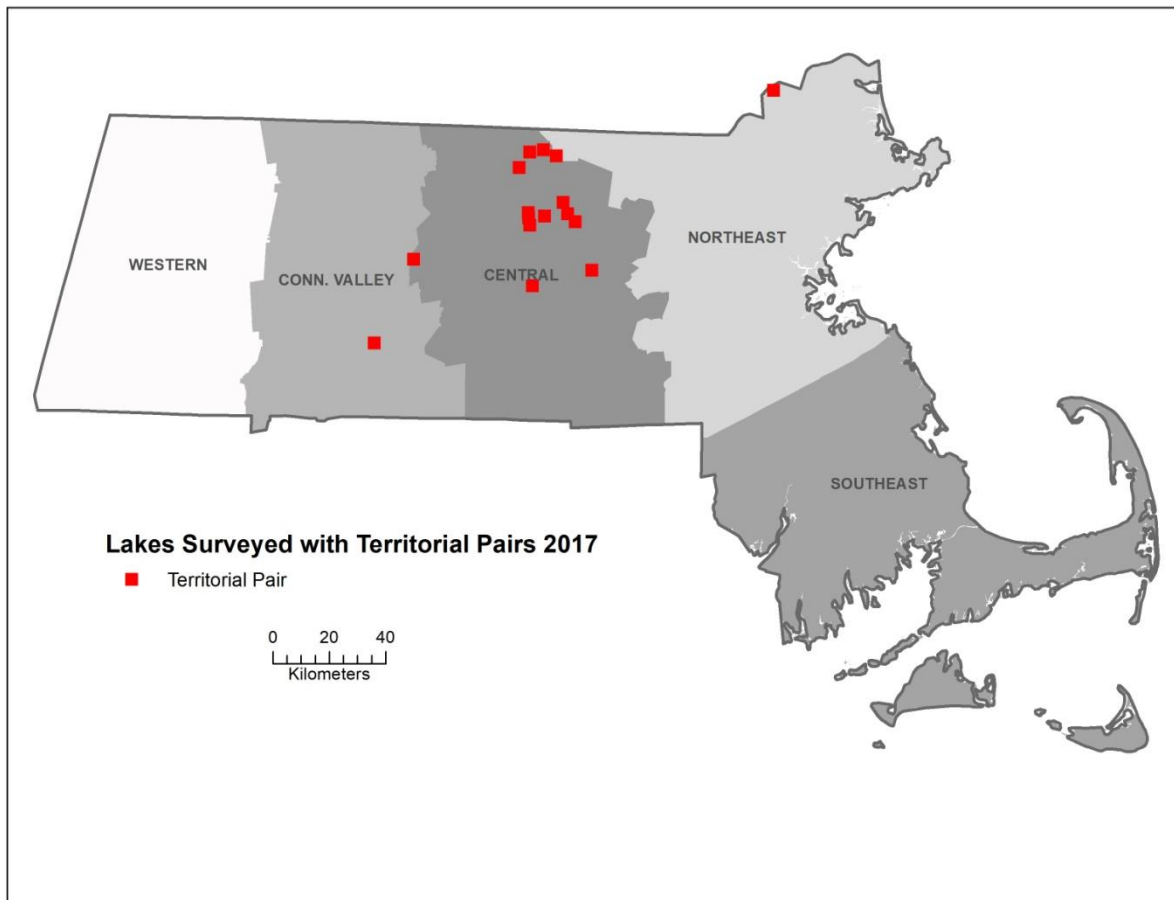 NORTHEAST
WESTERN
CONN. VALLEY
CENTRAL
SOUTHEAST
Lakes Surveyed with Territorial Pairs 2017
Territorial Pair
0 20 40
Kilometers